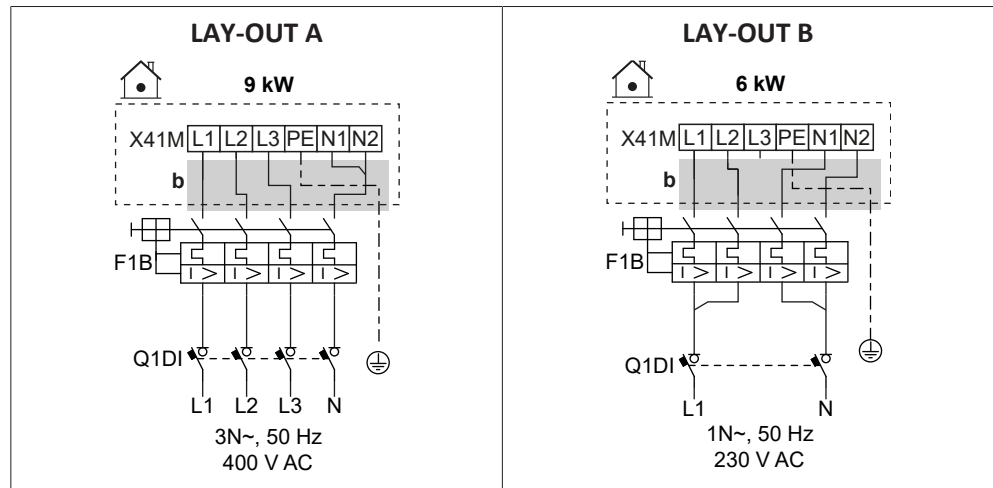 LAY-OUT A
9 kW
X41M L1 L2 L3 PE N1 N2
b
F1B
I > I > I > I >
Q1DI
L1 L2 L3 N
3N~, 50 Hz
400 V AC
LAY-OUT B
6 kW
X41M L1 L2 L3 PE N1 N2
b
F1B
I > I > I > I >
Q1DI
L1 N
1N~, 50 Hz
230 V AC